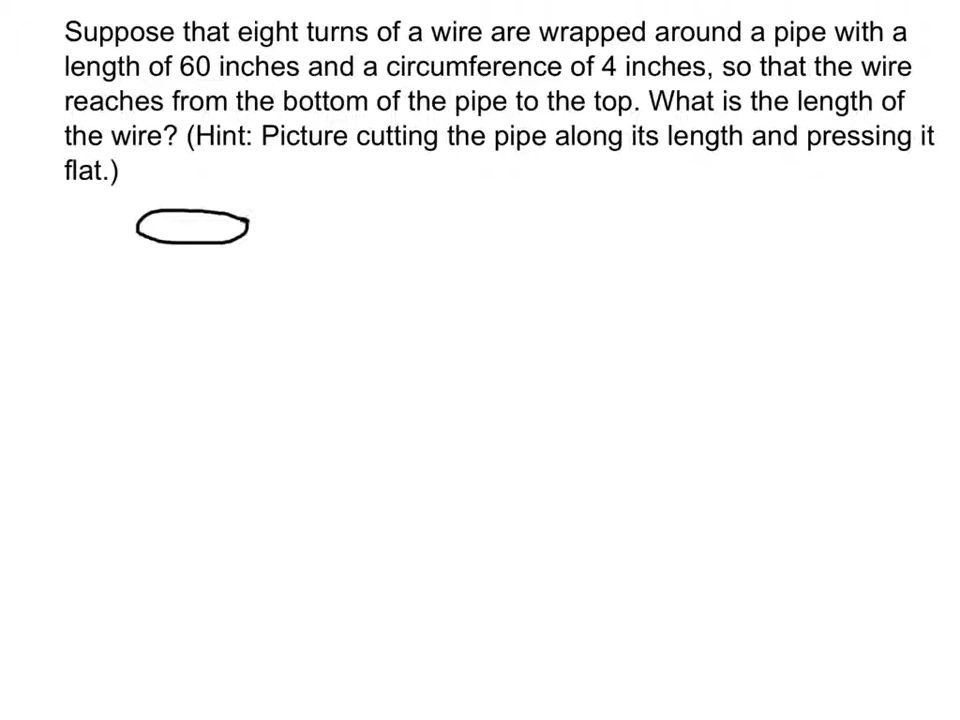 Suppose that eight turns of a wire are wrapped around a pipe with a
length of 60 inches and a circumference of 4 inches, so that the wire
reaches from the bottom of the pipe to the top. What is the length of
the wire? (Hint: Picture cutting the pipe along its length and pressing it
flat.)